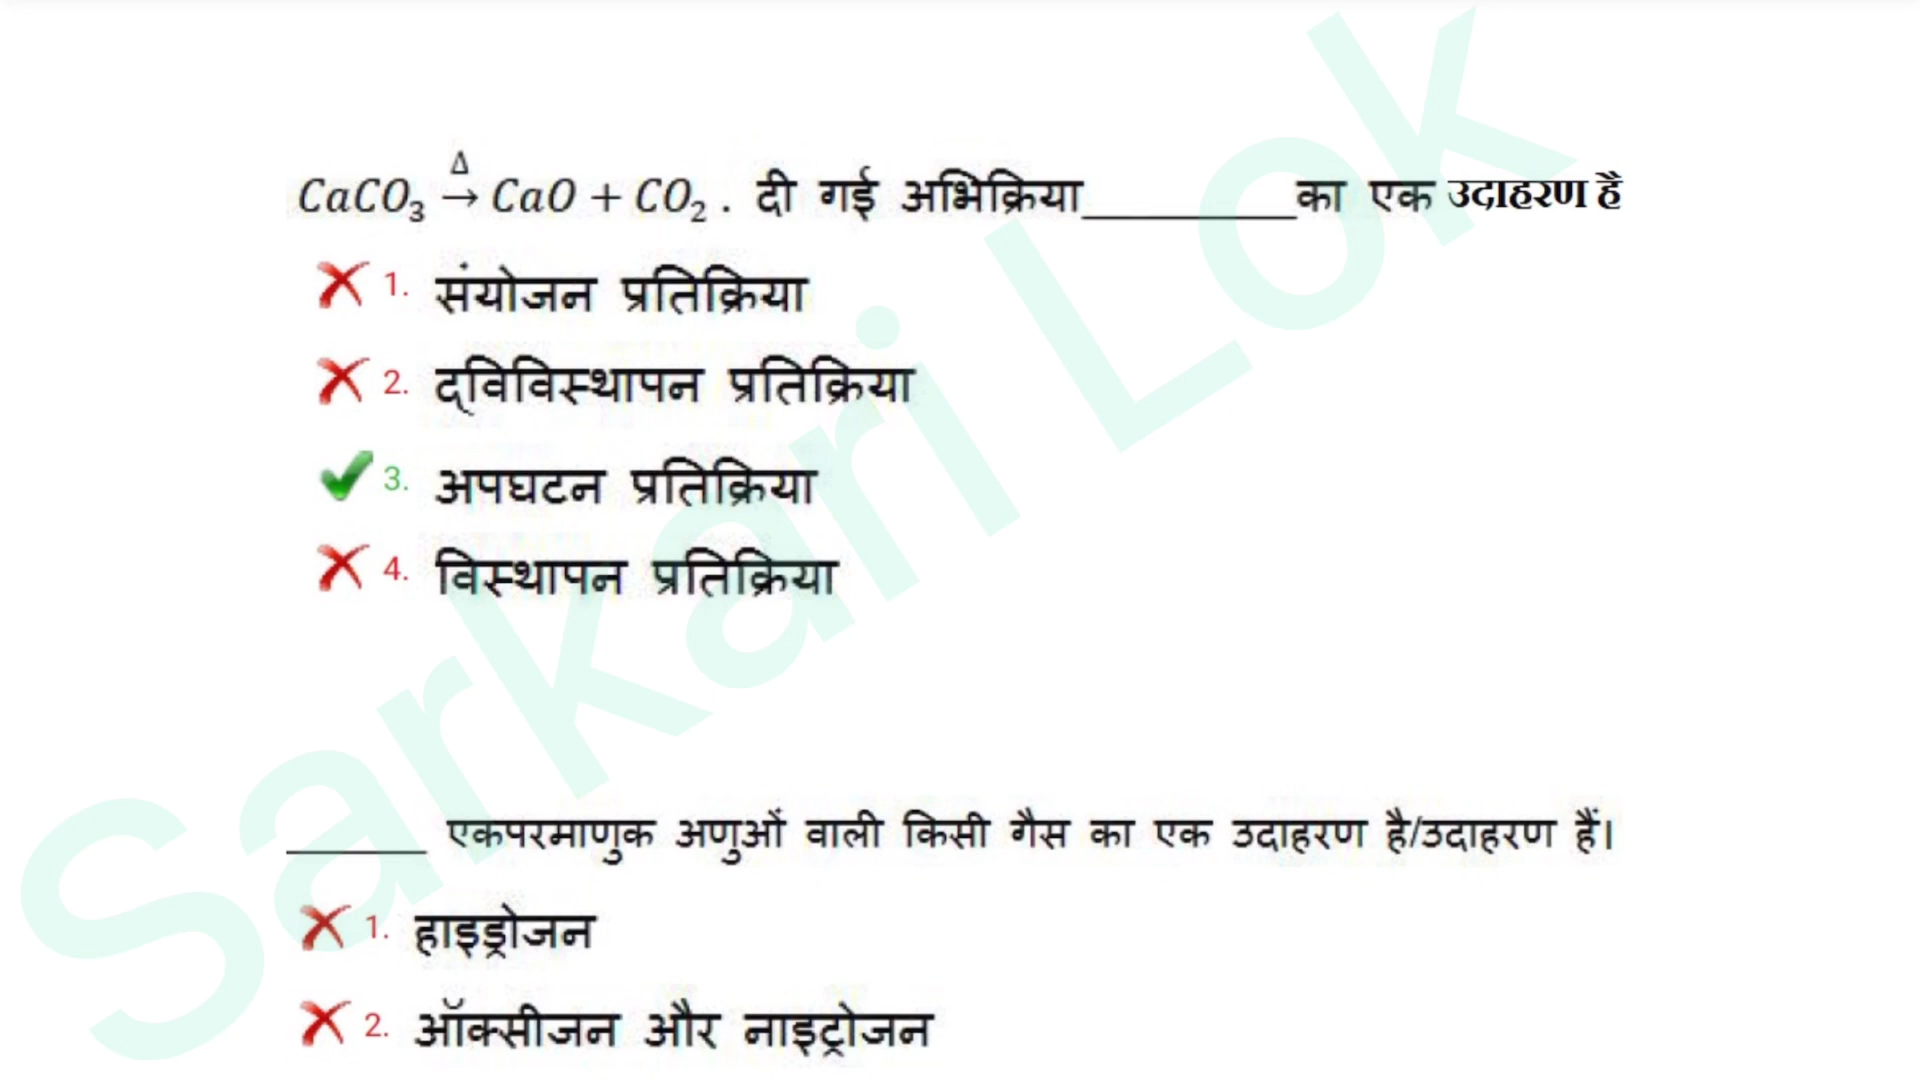 CaCO₃ →Δ CaO + CO₂ . दी गई अभिक्रिया_________का एक उदाहरण है
1. संयोजन प्रतिक्रिया
2. द्विविस्थापन प्रतिक्रिया
3. अपघटन प्रतिक्रिया
4. विस्थापन प्रतिक्रिया
______ एकपरमाणुक अणुओं वाली किसी गैस का एक उदाहरण है/उदाहरण हैं।
1. हाइड्रोजन
2. ऑक्सीजन और नाइट्रोजन
Sarkari Lok